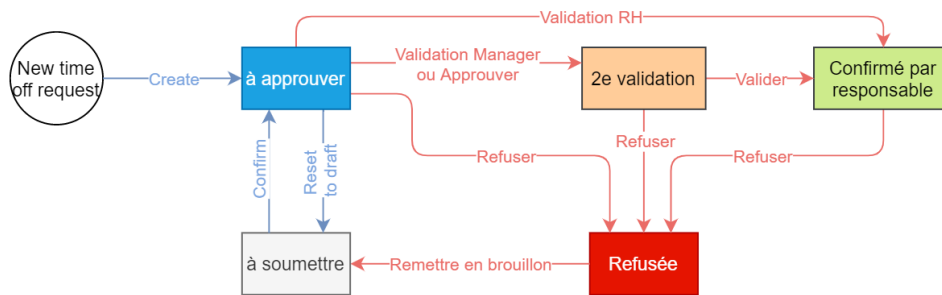 Validation RH
New time
off request
Create
à approuver
Validation Manager
ou Approuver
2e validation
Valider
Confirmé par
responsable
Confirm
Reset
to draft
Refuser
Refuser
Refuser
à soumettre
Remettre en brouillon
Refusée